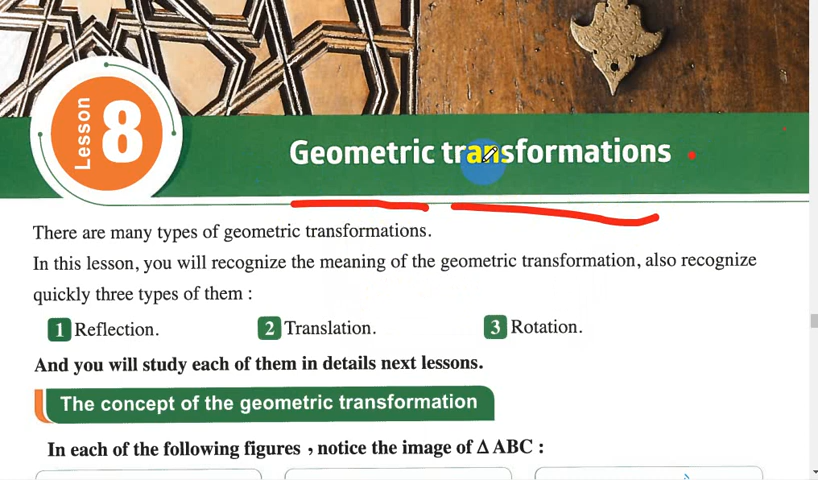 Lesson 8
Geometric transformations
There are many types of geometric transformations.
In this lesson, you will recognize the meaning of the geometric transformation, also recognize
quickly three types of them :
1 Reflection. 2 Translation. 3 Rotation.
And you will study each of them in details next lessons.
The concept of the geometric transformation
In each of the following figures , notice the image of Δ ABC :